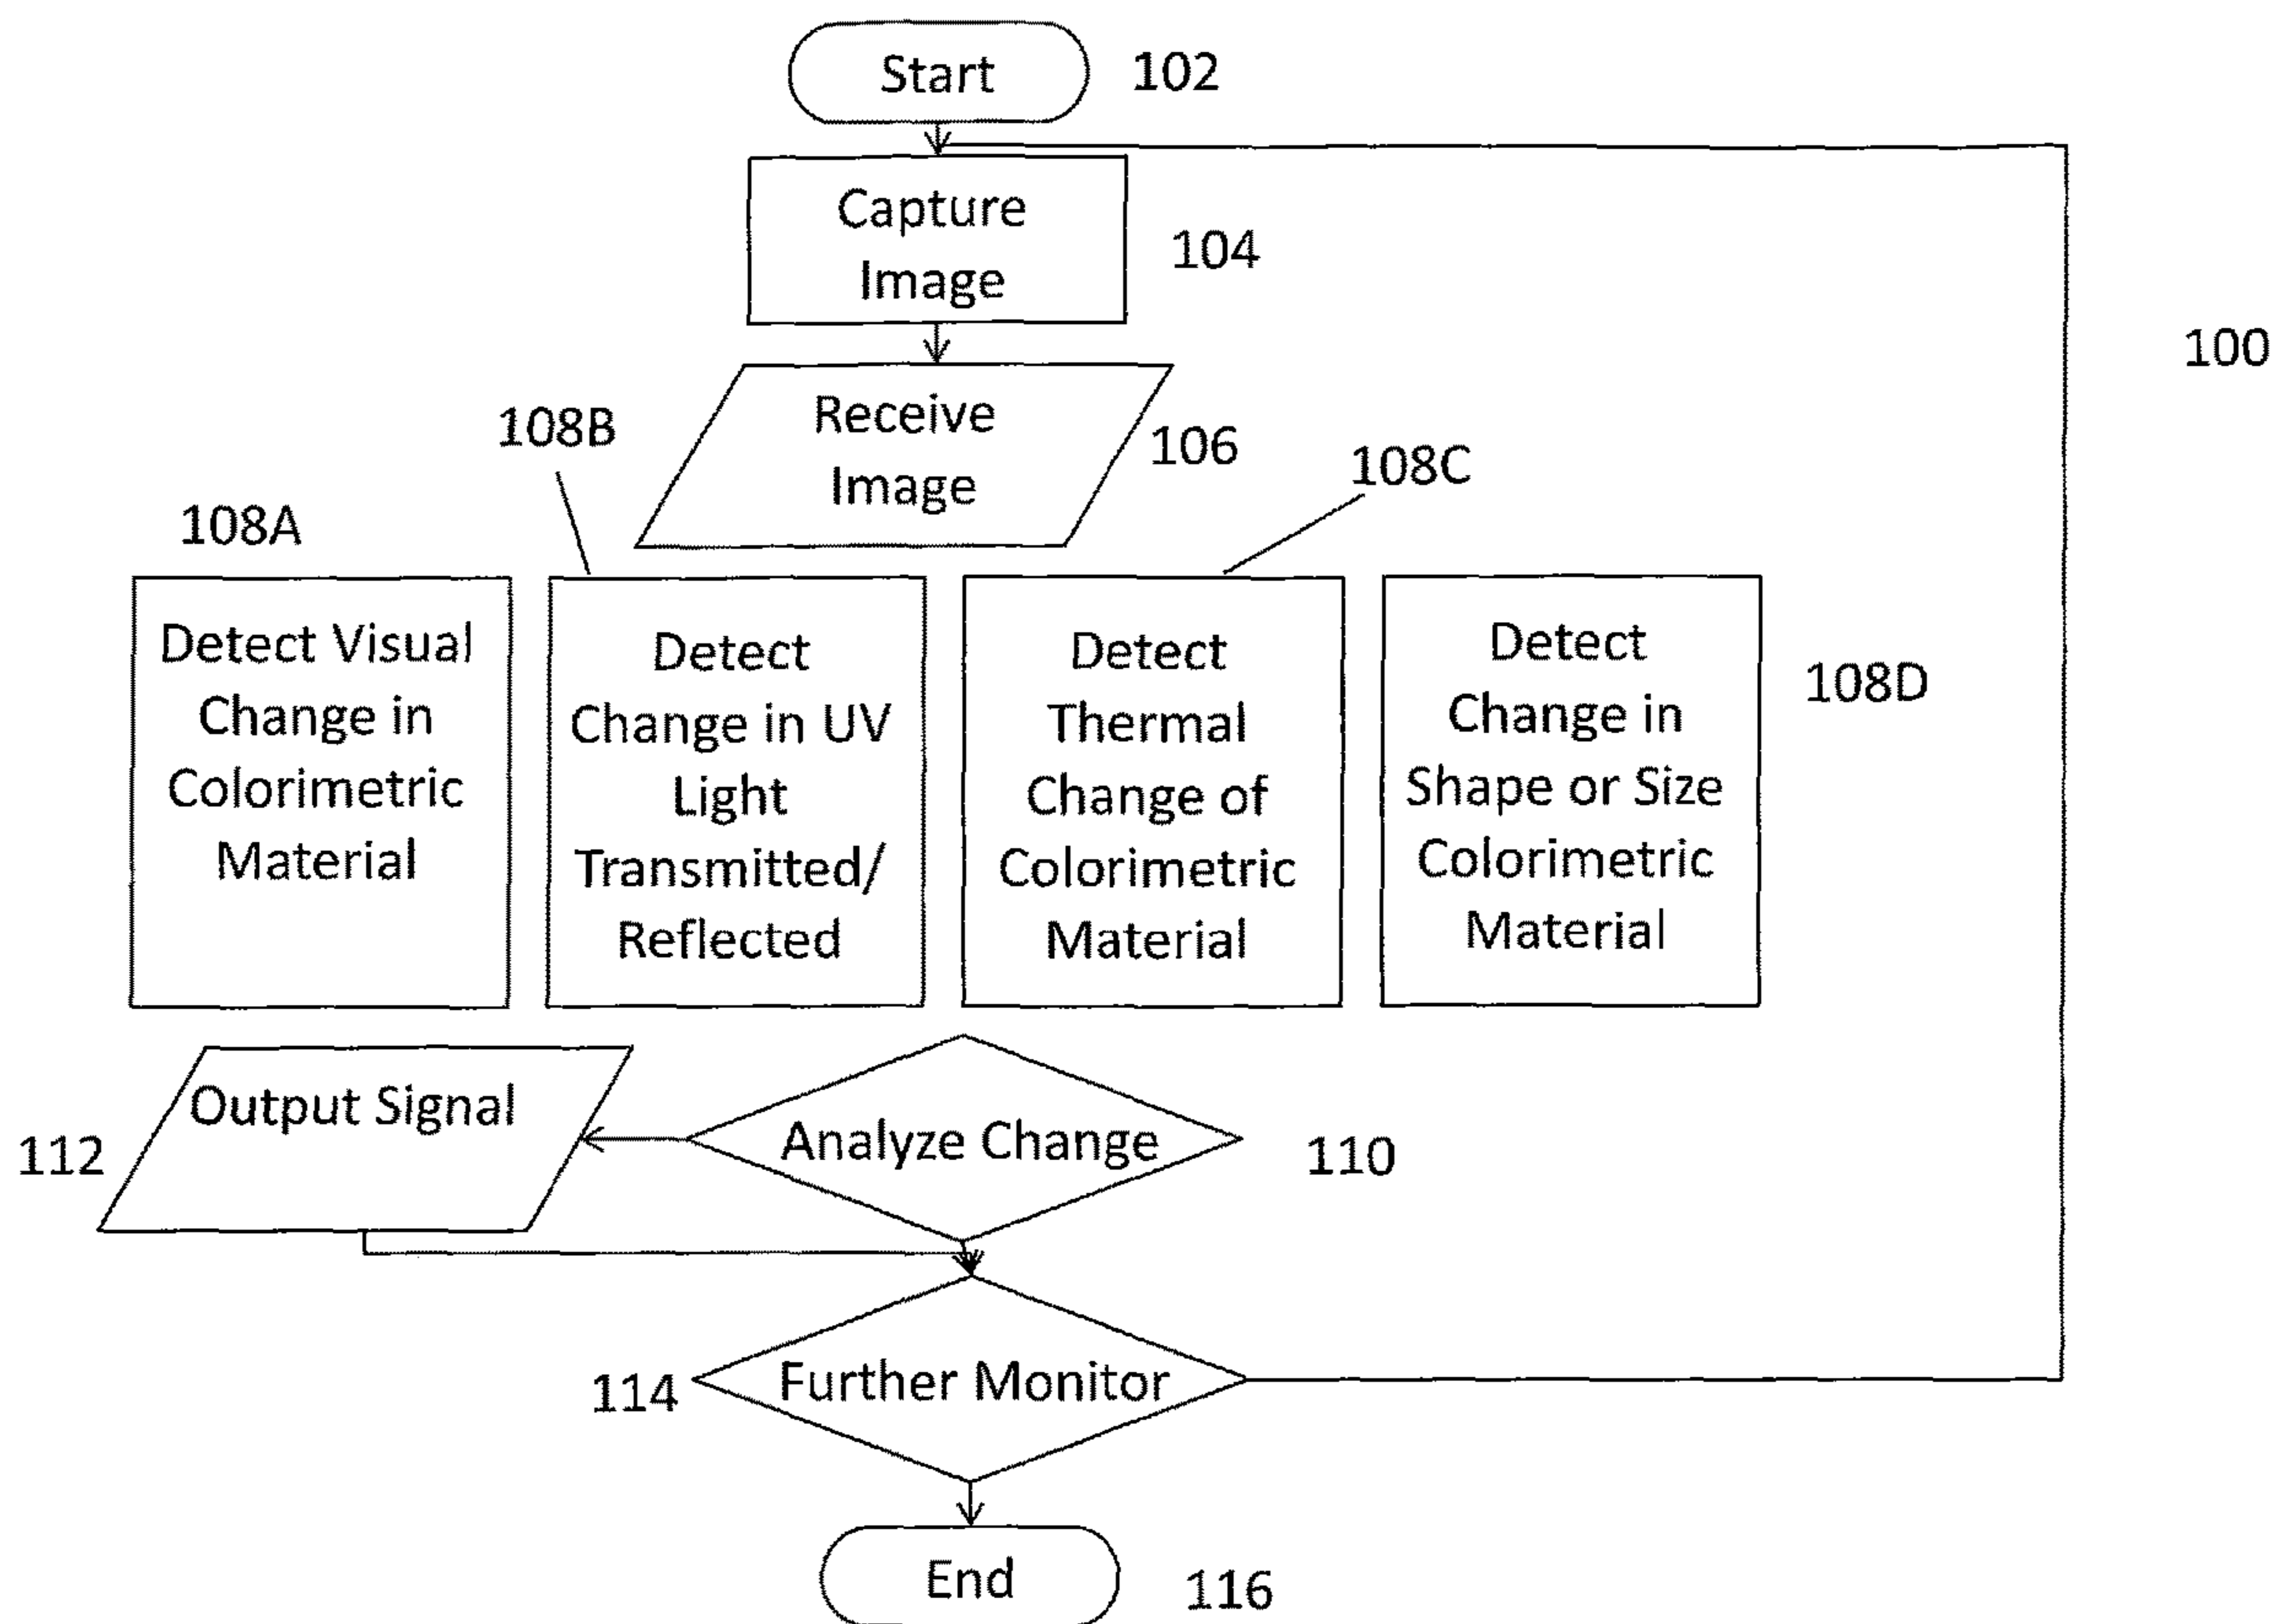 Start
102
Capture
Image
104
100
Receive
Image
106
108B
108C
108A
Detect Visual
Change in
Colorimetric
Material
Detect
Change in UV
Light
Transmitted/
Reflected
Detect
Thermal
Change of
Colorimetric
Material
Detect
Change in
Shape or Size
Colorimetric
Material
108D
Output Signal
112
Analyze Change
110
Further Monitor
114
End
116